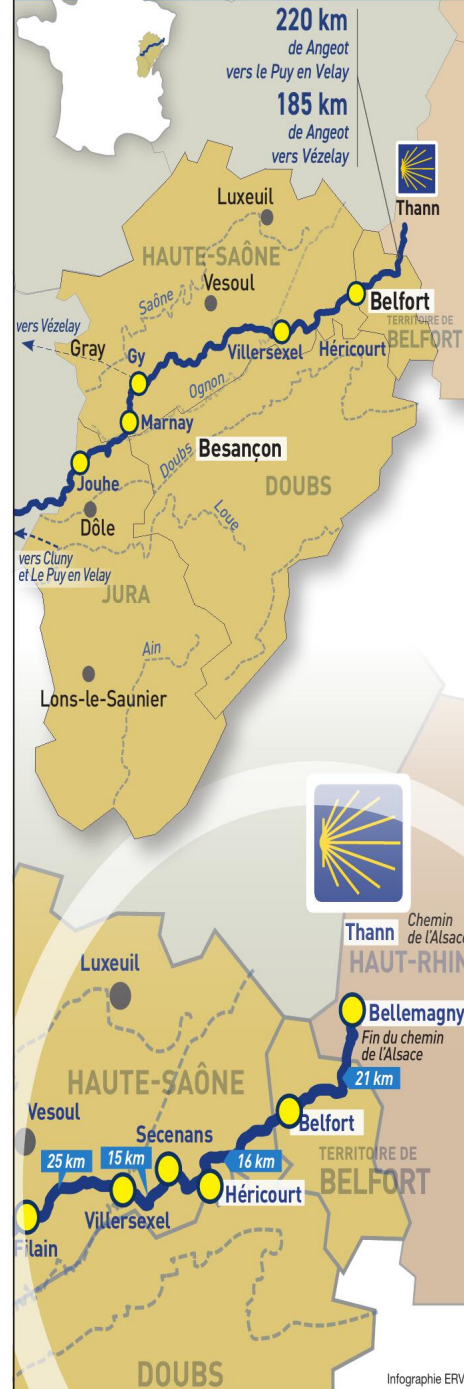 220 km
de Angeot
vers le Puy en Velay
185 km
de Angeot
vers Vézelay
Thann
Luxeuil
HAUTE-SAÔNE
Vesoul
Saône
Belfort
TERRITOIRE DE
BELFORT
vers Vézelay
Gray
Gy
Villersexel
Héricourt
Ognon
Marnay
Besançon
Doubs
Jouhe
DOUBS
Dôle
Loue
vers Cluny
et Le Puy en Velay
JURA
Ain
Lons-le-Saunier
Thann
Chemin
de l'Alsace
HAUT-RHIN
Luxeuil
Bellemagny
Fin du chemin
de l'Alsace
21 km
HAUTE-SAÔNE
Vesoul
Belfort
Secenans
TERRITOIRE DE
BELFORT
25 km
15 km
16 km
Héricourt
Villersexel
Filain
DOUBS
Infographie ERV